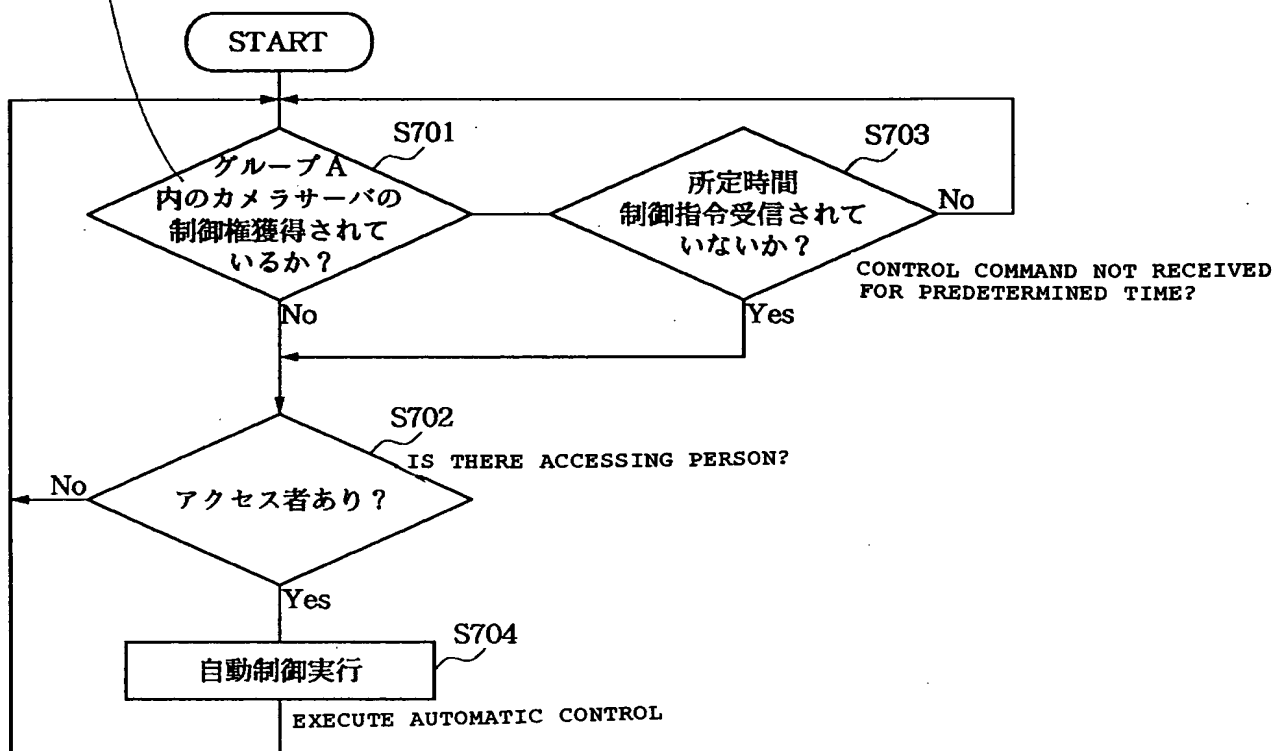 START
S701
グループA
内のカメラサーバの
制御権獲得されて
いるか？
No
S703
所定時間
制御指令受信されて
いないか？
No
CONTROL COMMAND NOT RECEIVED
FOR PREDETERMINED TIME?
Yes
S702
IS THERE ACCESSING PERSON?
No
アクセス者あり？
Yes
S704
自動制御実行
EXECUTE AUTOMATIC CONTROL